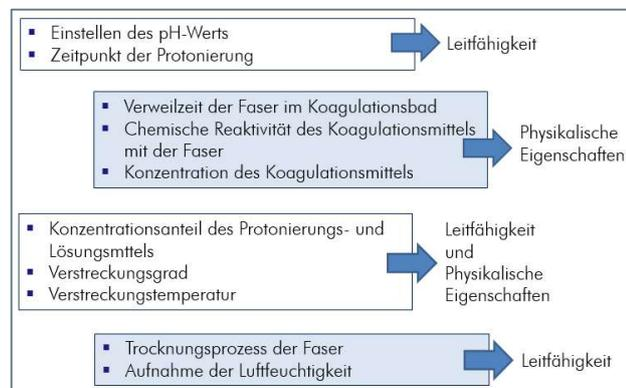 ▪ Einstellen des pH-Werts
▪ Zeitpunkt der Protonierung
Leitfähigkeit
▪ Verweilzeit der Faser im Koagulationsbad
▪ Chemische Reaktivität des Koagulationsmittels
mit der Faser
▪ Konzentration des Koagulationsmittels
Physikalische
Eigenschaften
▪ Konzentrationsanteil des Protonierungs- und
Lösungsmttels
▪ Verstreckungsgrad
▪ Verstreckungstemperatur
Leitfähigkeit
und
Physikalische
Eigenschaften
▪ Trocknungsprozess der Faser
▪ Aufnahme der Luftfeuchtigkeit
Leitfähigkeit